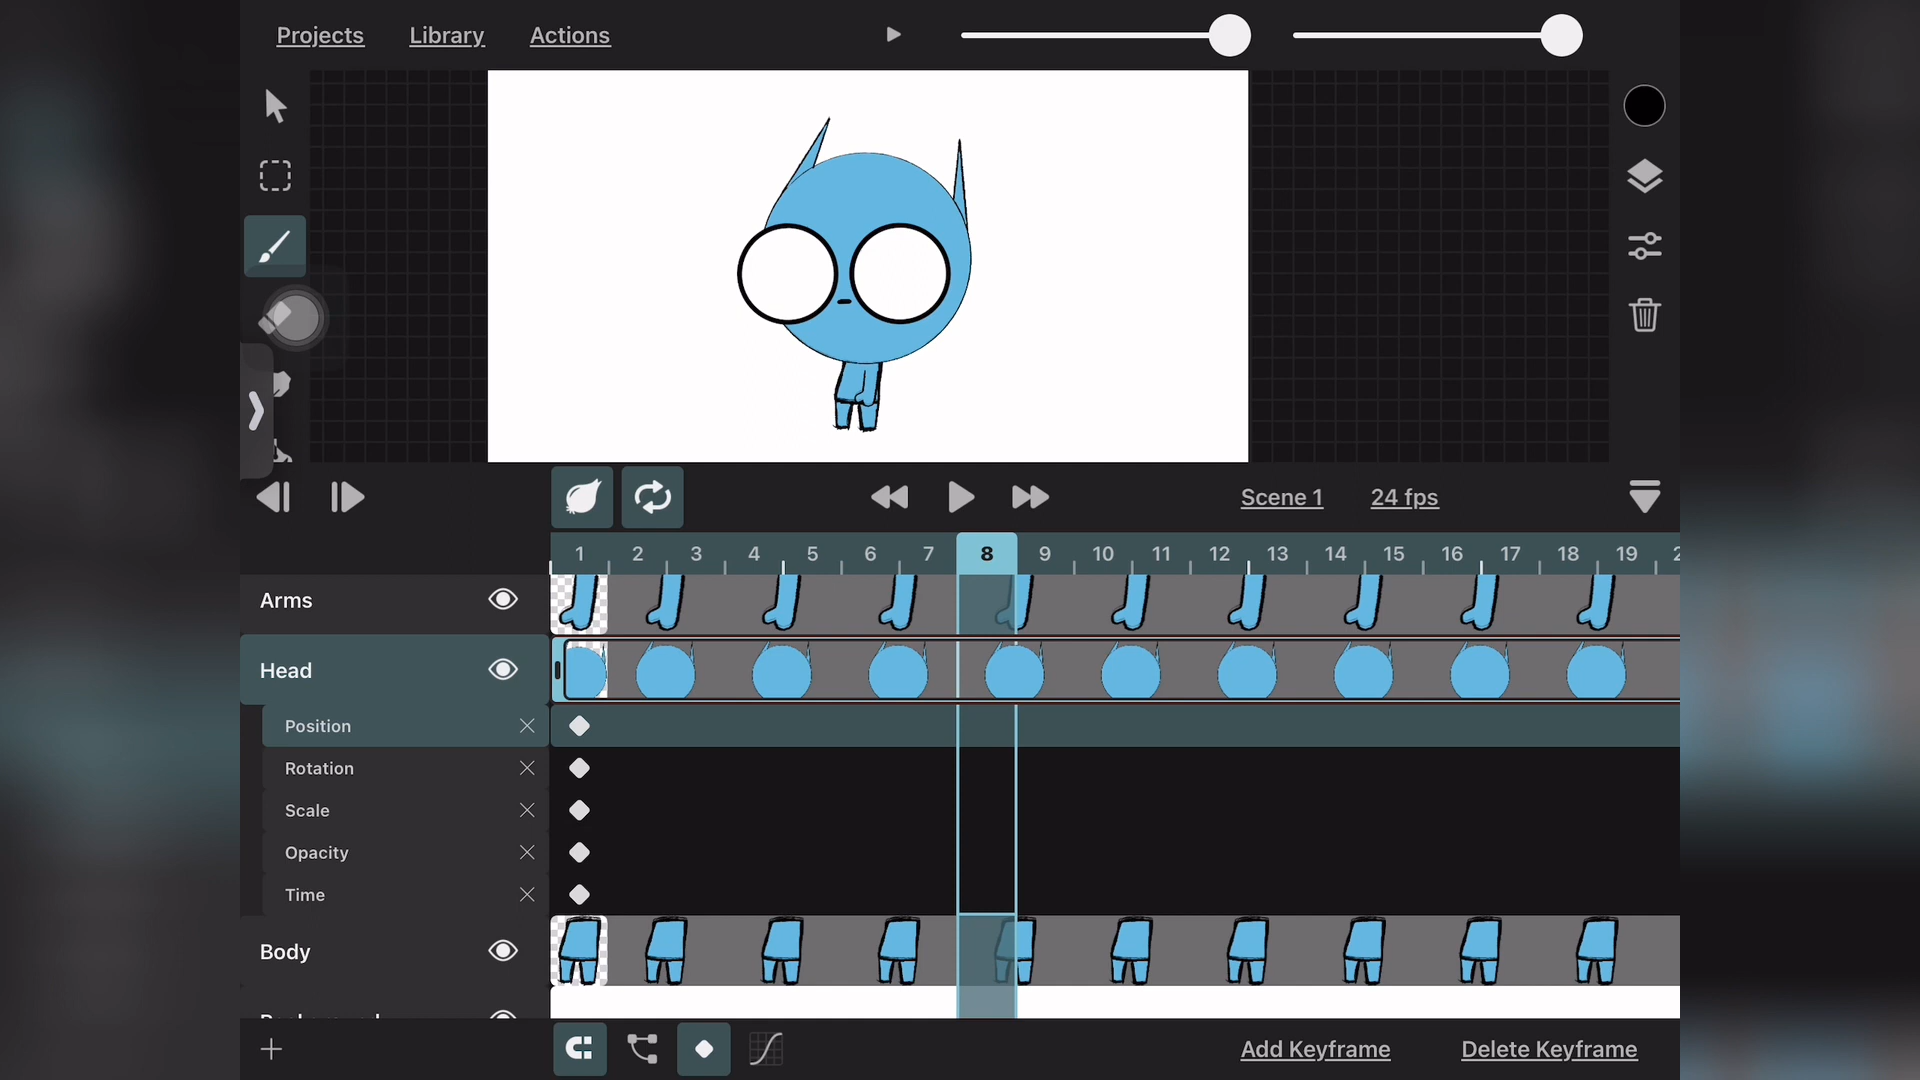 Projects Library Actions
Scene 1 24 fps
1 2 3 4 5 6 7 8 9 10 11 12 13 14 15 16 17 18 19
Arms
Head
Position
Rotation
Scale
Opacity
Time
Body
Add Keyframe Delete Keyframe